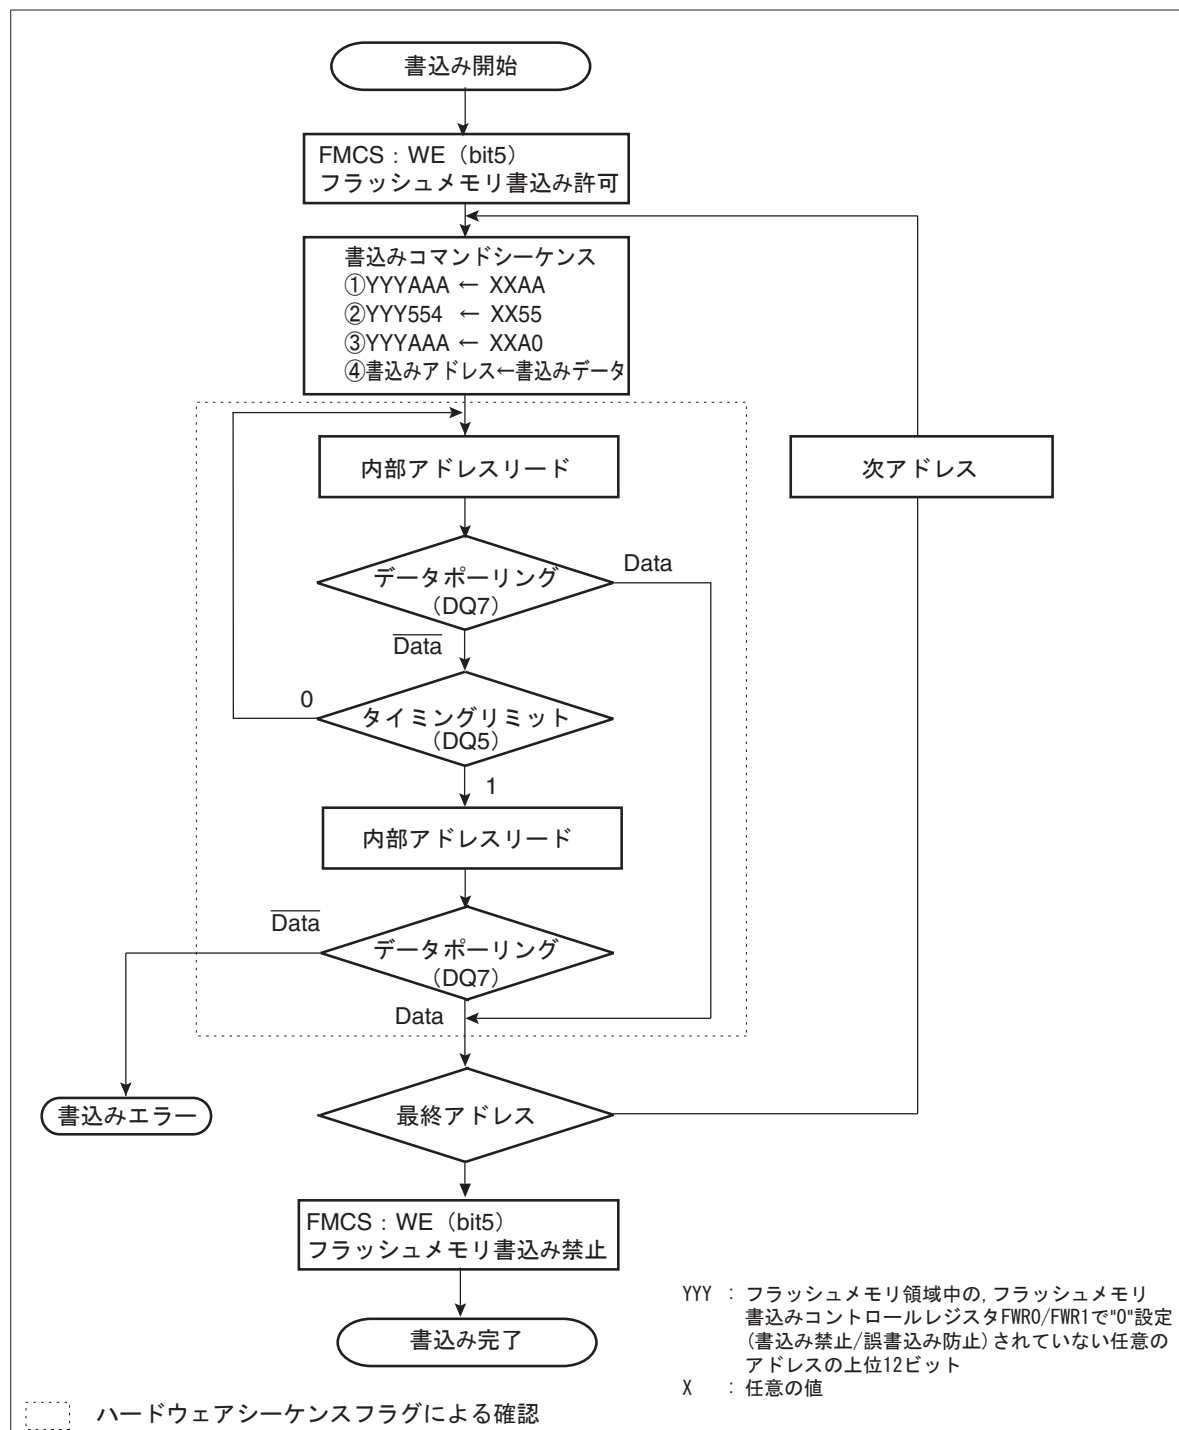 書込み開始
FMCS：WE（bit5）
フラッシュメモリ書込み許可
書込みコマンドシーケンス
①YYYAAA ← XXAA
②YYY554 ← XX55
③YYYAAA ← XXA0
④書込みアドレス←書込みデータ
内部アドレスリード
次アドレス
データポーリング
（DQ7）
Data
D̅a̅t̅a̅
0
タイミングリミット
（DQ5）
1
内部アドレスリード
D̅a̅t̅a̅
データポーリング
（DQ7）
Data
書込みエラー
最終アドレス
FMCS：WE（bit5）
フラッシュメモリ書込み禁止
書込み完了
YYY : フラッシュメモリ領域中の,フラッシュメモリ
書込みコントロールレジスタFWR0/FWR1で"0"設定
(書込み禁止/誤書込み防止)されていない任意の
アドレスの上位12ビット
X : 任意の値
ハードウェアシーケンスフラグによる確認